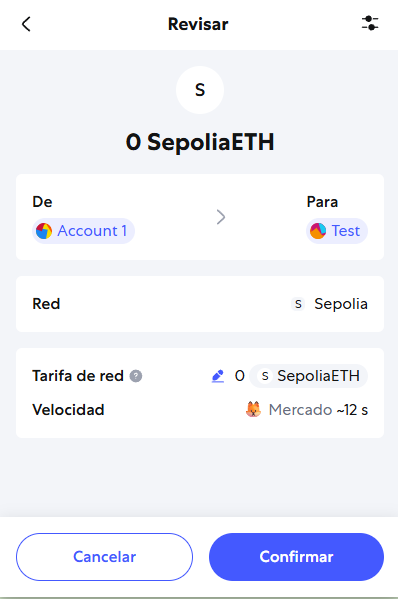 Revisar
S
0 SepoliaETH
De
Para
Account 1
Test
Red
S Sepolia
Tarifa de red ? 0 S SepoliaETH
Velocidad Mercado ~12 s
Cancelar
Confirmar